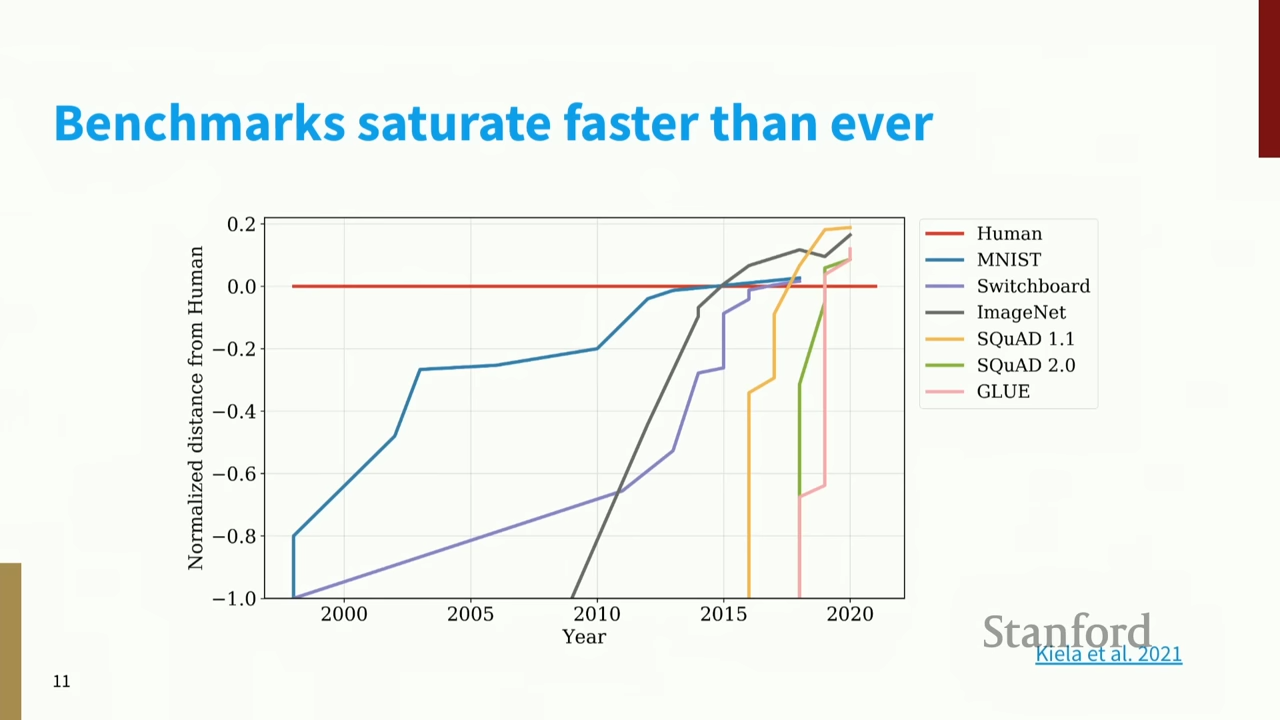 Benchmarks saturate faster than ever
0.2
0.0
−0.2
−0.4
−0.6
−0.8
−1.0
Normalized distance from Human
2000
2005
2010
2015
2020
Year
Human
MNIST
Switchboard
ImageNet
SQuAD 1.1
SQuAD 2.0
GLUE
Stanford
Kiela et al. 2021
11